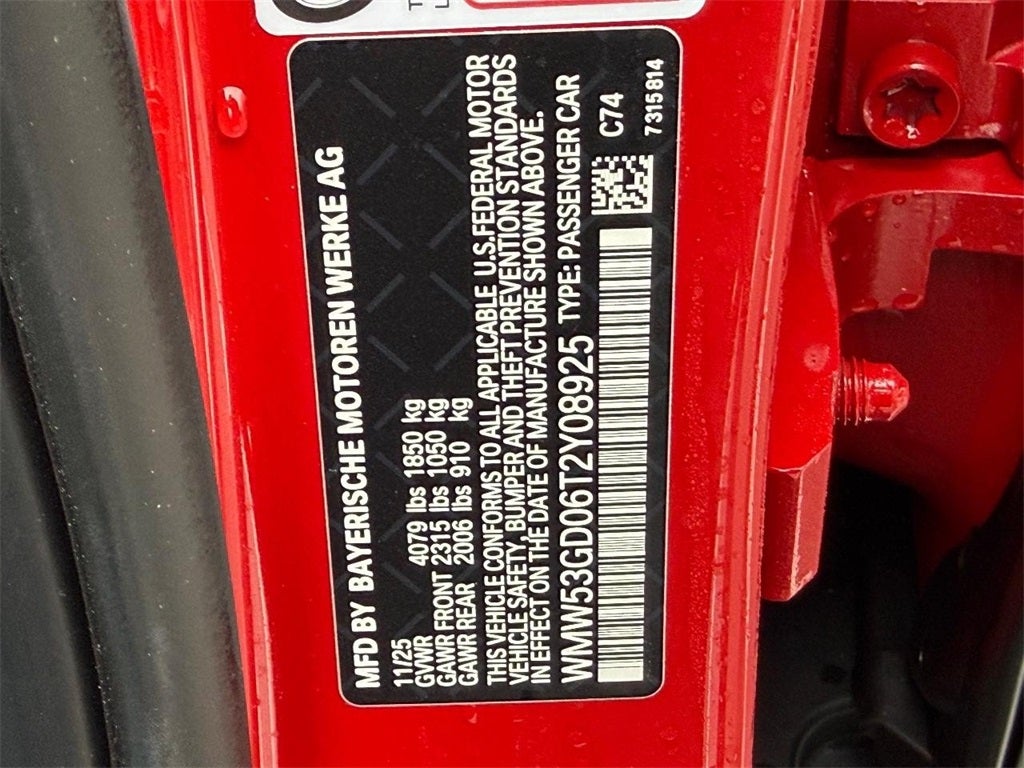 MFD BY BAYERISCHE MOTOREN WERKE AG
11/25
GVWR 4079 lbs 1850 kg
GAWR FRONT 2315 lbs 1050 kg
GAWR REAR 2006 lbs 910 kg
THIS VEHICLE CONFORMS TO ALL APPLICABLE U.S.FEDERAL MOTOR
VEHICLE SAFETY, BUMPER AND THEFT PREVENTION STANDARDS
IN EFFECT ON THE DATE OF MANUFACTURE SHOWN ABOVE.
WMW53GD06T2Y08925 TYPE: PASSENGER CAR
C74
7315814